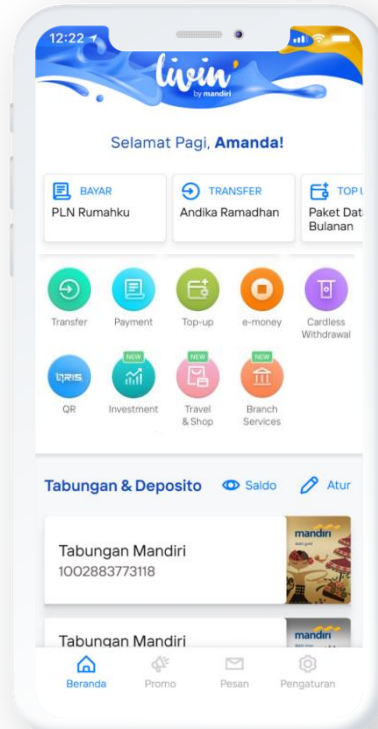 12:22
livin'
by mandiri
Selamat Pagi, Amanda!
BAYAR
PLN Rumahku
TRANSFER
Andika Ramadhan
TOP U
Paket Dat
Bulanan
Transfer
Payment
Top-up
e-money
Cardless
Withdrawal
QRIS
QR
NEW
Investment
NEW
Travel
& Shop
NEW
Branch
Services
Tabungan & Deposito
Saldo
Atur
Tabungan Mandiri
1002883773118
mandiri
Tabungan Mandiri
mandiri
Beranda
Promo
Pesan
Pengaturan